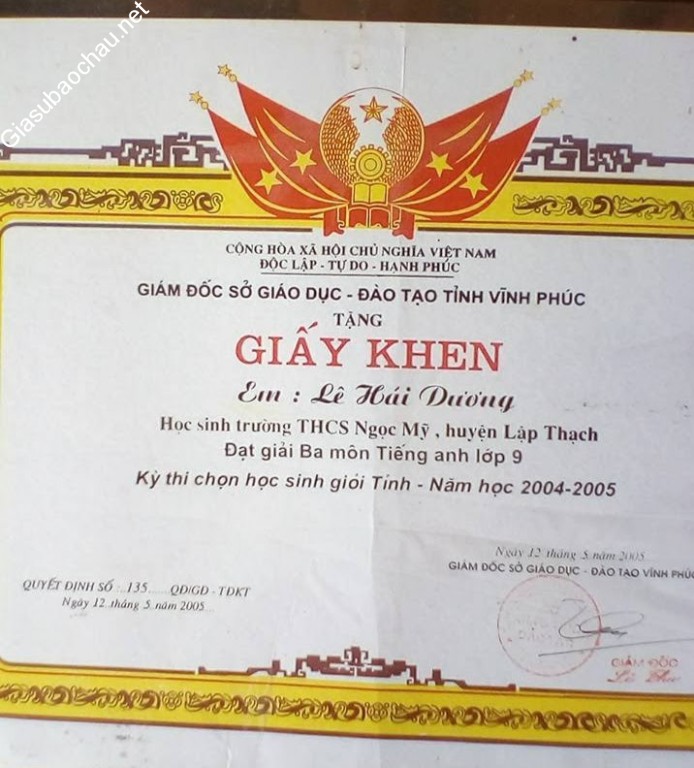 Giasubaochau.net
CỘNG HÒA XÃ HỘI CHỦ NGHĨA VIỆT NAM
ĐỘC LẬP - TỰ DO - HẠNH PHÚC
GIÁM ĐỐC SỞ GIÁO DỤC - ĐÀO TẠO TỈNH VĨNH PHÚC
TẶNG
GIẤY KHEN
Em : Lê Hải Dương
Học sinh trường THCS Ngọc Mỹ , huyện Lập Thạch
Đạt giải Ba môn Tiếng anh lớp 9
Kỳ thi chọn học sinh giỏi Tỉnh - Năm học 2004-2005
Ngày 12 tháng 5 năm 2005
GIÁM ĐỐC SỞ GIÁO DỤC - ĐÀO TẠO VĨNH PHÚC
QUYẾT ĐỊNH SỐ ...135...... QĐ/GD - TĐKT
Ngày 12..tháng 5..năm 2005...
GIÁM ĐỐC